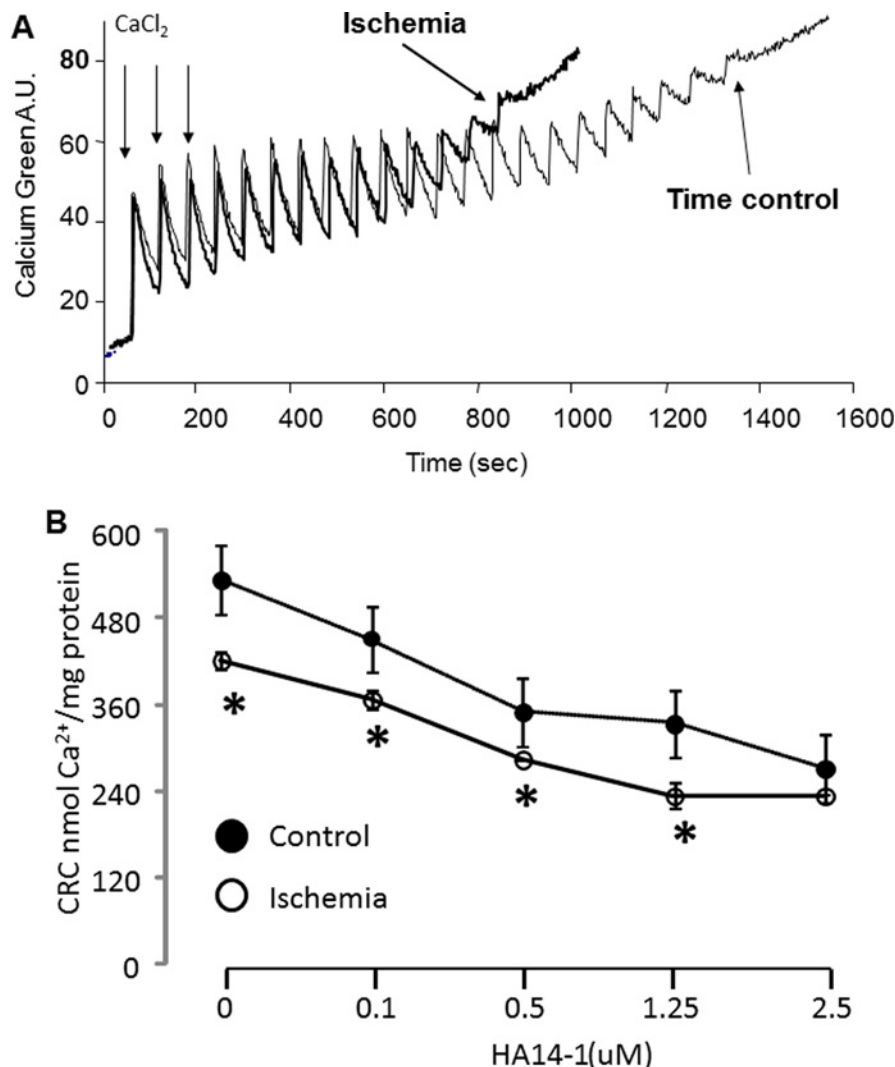 A
CaCl₂
Ischemia
Time control
Calcium Green A.U.
80
60
40
20
0
0 200 400 600 800 1000 1200 1400 1600
Time (sec)
B
CRC nmol Ca²⁺/mg protein
600
480
360
240
120
0
* * * *
Control
Ischemia
0 0.1 0.5 1.25 2.5
HA14-1(uM)